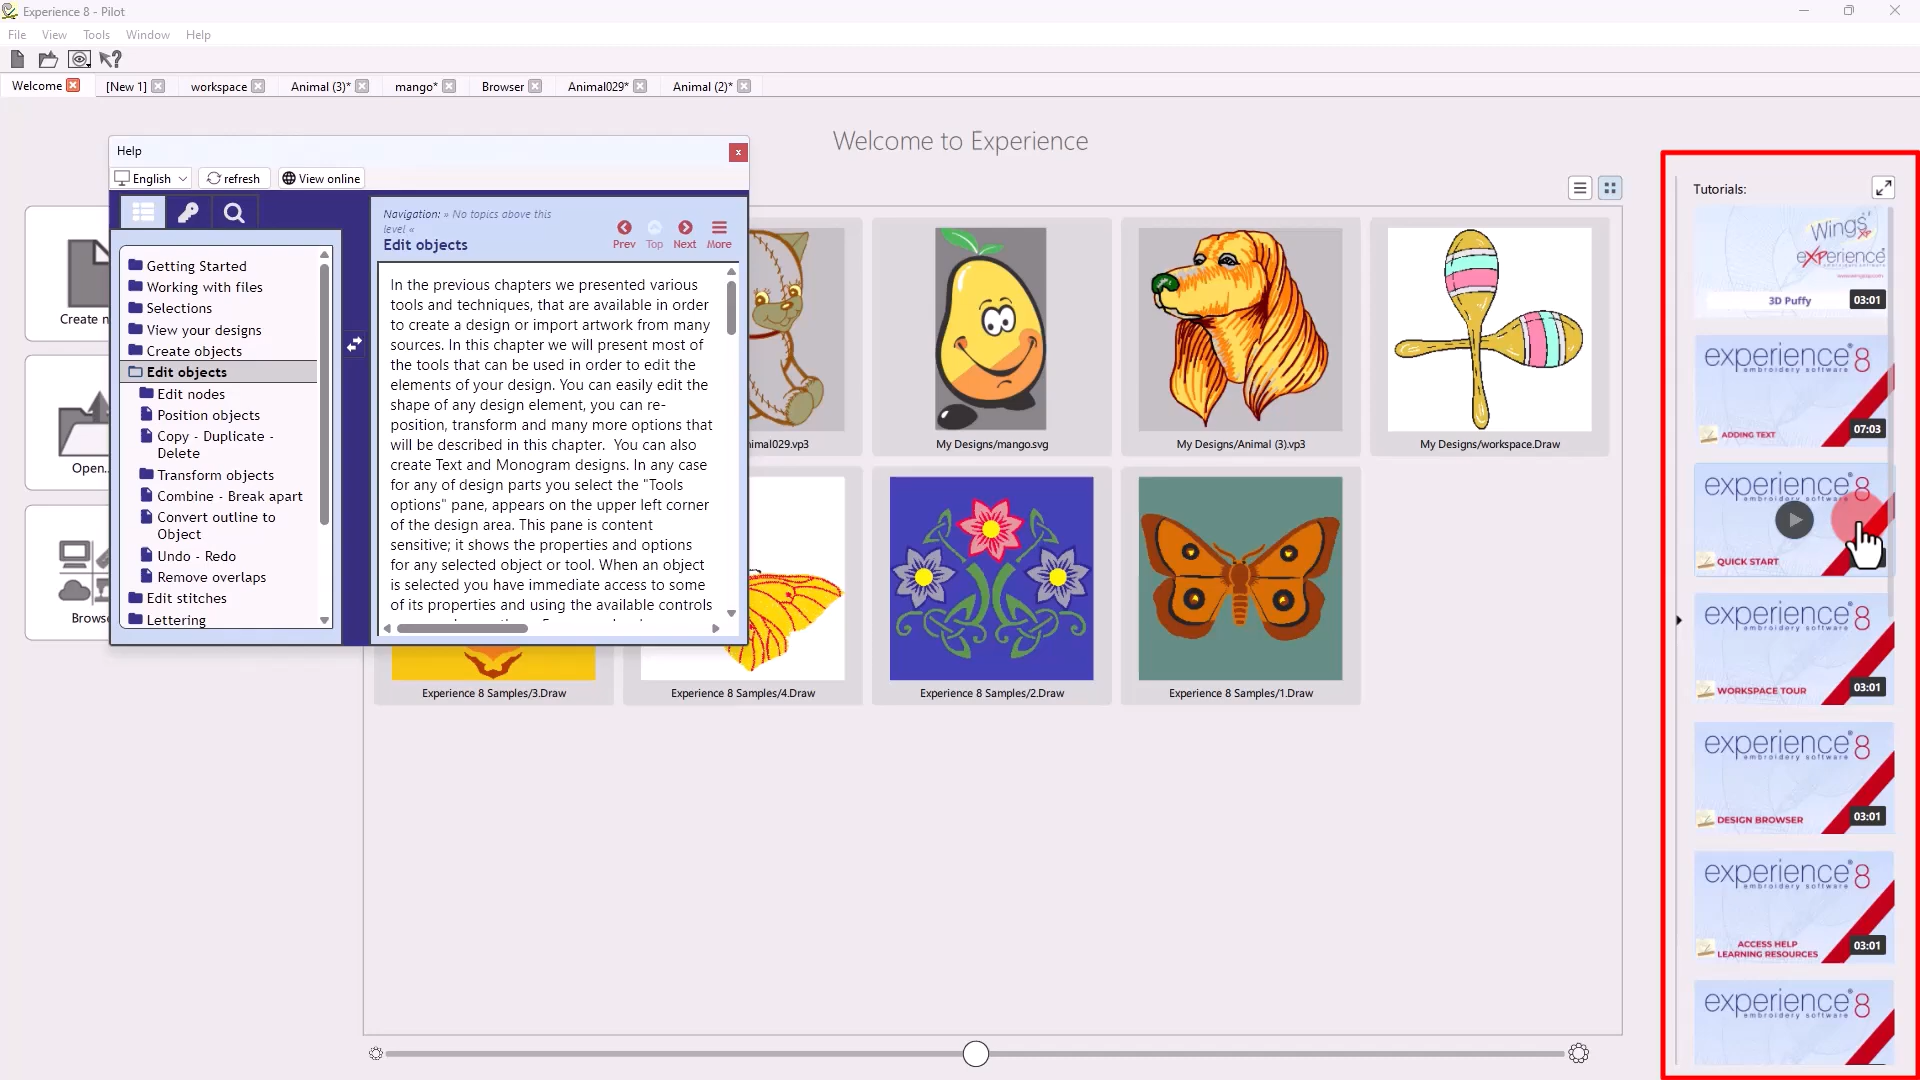 Experience 8 - Pilot
File View Tools Window Help
Welcome [New 1] workspace Animal (3)* mango* Browser Animal029* Animal (2)*
Welcome to Experience
Help
English refresh View online
Navigation: » No topics above this
level «
Edit objects
Prev Top Next More
Getting Started
Working with files
Selections
View your designs
Create objects
Edit objects
Edit nodes
Position objects
Copy - Duplicate -
Delete
Transform objects
Combine - Break apart
Convert outline to
Object
Undo - Redo
Remove overlaps
Edit stitches
Lettering
In the previous chapters we presented various
tools and techniques, that are available in order
to create a design or import artwork from many
sources. In this chapter we will present most of
the tools that can be used in order to edit the
elements of your design. You can easily edit the
shape of any design element, you can re-
position, transform and many more options that
will be described in this chapter.  You can also
create Text and Monogram designs. In any case
for any of design parts you select the "Tools
options" pane, appears on the upper left corner
of the design area. This pane is content
sensitive; it shows the properties and options
for any selected object or tool. When an object
is selected you have immediate access to some
of its properties and using the available controls
Create n
Open..
Browse
imal029.vp3
My Designs/mango.svg
My Designs/Animal (3).vp3
My Designs/workspace.Draw
Experience 8 Samples/3.Draw
Experience 8 Samples/4.Draw
Experience 8 Samples/2.Draw
Experience 8 Samples/1.Draw
Tutorials:
Wings XP
eXPerience
embroidery software
3D Puffy 03:01
experience 8
embroidery software
ADDING TEXT 07:03
experience 8
embroidery software
QUICK START
experience 8
embroidery software
WORKSPACE TOUR 03:01
experience 8
embroidery software
DESIGN BROWSER 03:01
experience 8
embroidery software
ACCESS HELP
LEARNING RESOURCES 03:01
experience 8
embroidery software